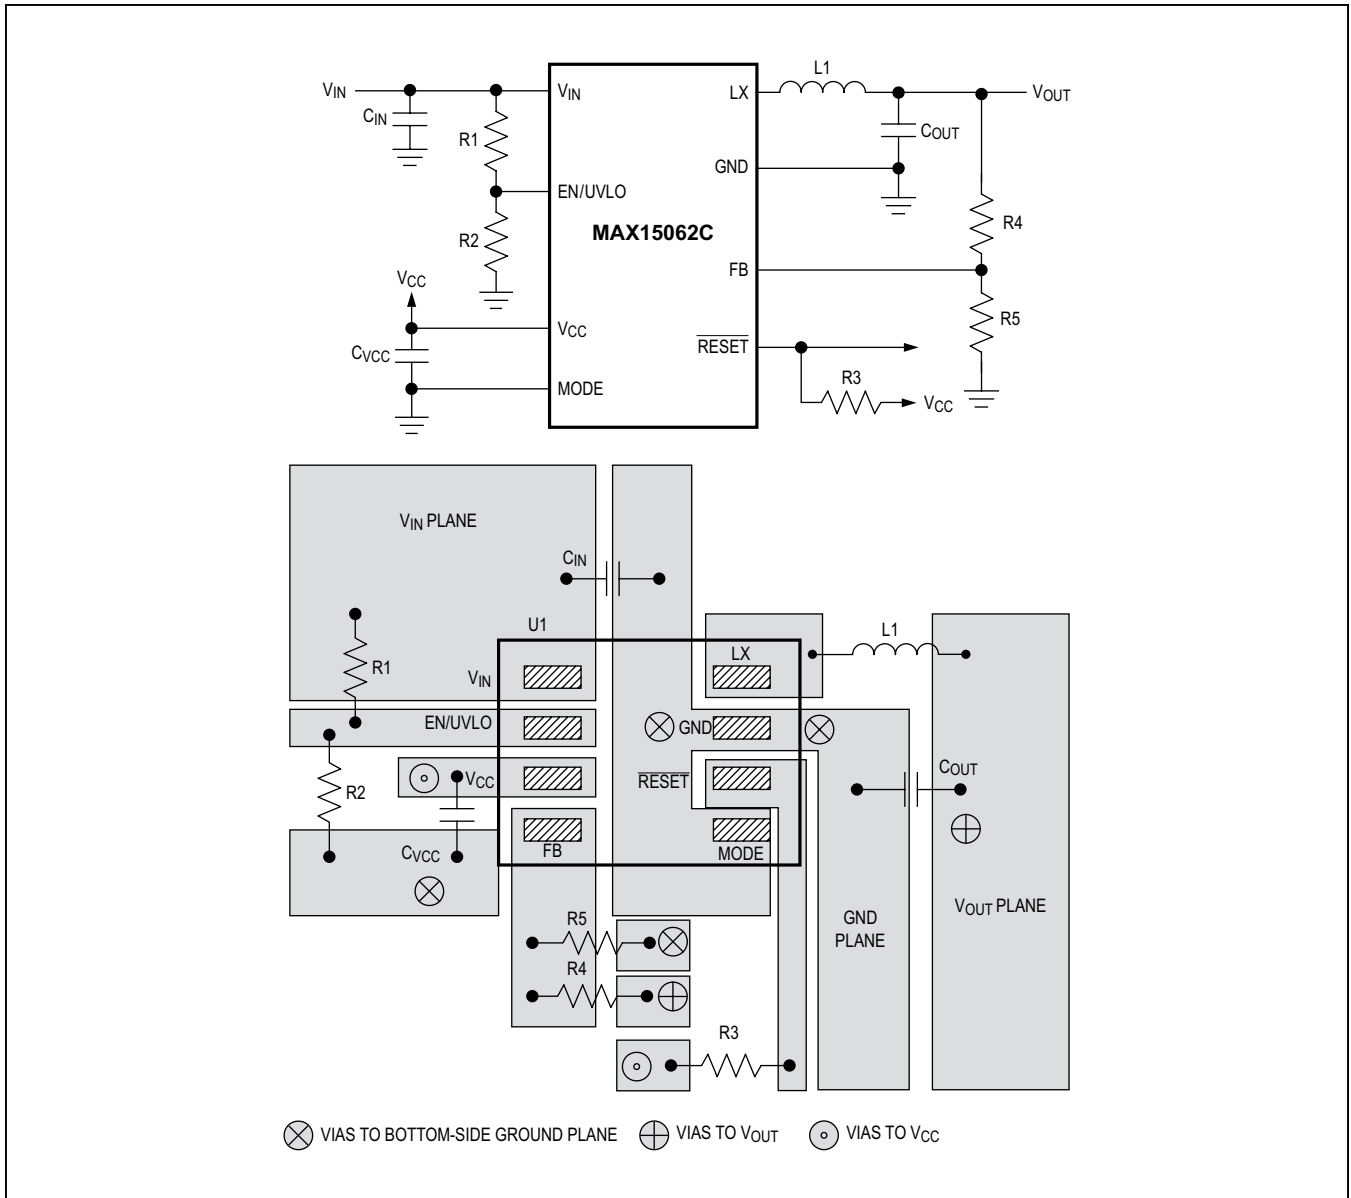 L1
VIN
VIN
LX
VOUT
CIN
COUT
R1
GND
EN/UVLO
MAX15062C
R4
R2
FB
VCC
R5
VCC
RESET
CVCC
R3
MODE
VCC
VIN PLANE
CIN
U1
L1
LX
R1
VIN
EN/UVLO
GND
COUT
VCC
RESET
R2
FB
CVCC
MODE
VOUT PLANE
R5
GND
PLANE
R4
R3
VIAS TO BOTTOM-SIDE GROUND PLANE
VIAS TO VOUT
VIAS TO VCC